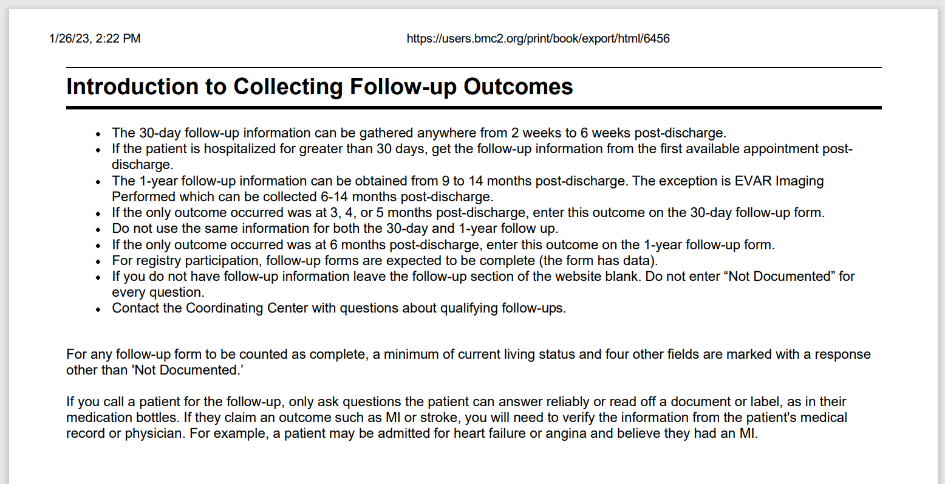 1/26/23, 2:22 PM
https://users.bmc2.org/print/book/export/html/6456
Introduction to Collecting Follow-up Outcomes
• The 30-day follow-up information can be gathered anywhere from 2 weeks to 6 weeks post-discharge.
• If the patient is hospitalized for greater than 30 days, get the follow-up information from the first available appointment post-
discharge.
• The 1-year follow-up information can be obtained from 9 to 14 months post-discharge. The exception is EVAR Imaging
Performed which can be collected 6-14 months post-discharge.
• If the only outcome occurred was at 3, 4, or 5 months post-discharge, enter this outcome on the 30-day follow-up form.
• Do not use the same information for both the 30-day and 1-year follow up.
• If the only outcome occurred was at 6 months post-discharge, enter this outcome on the 1-year follow-up form.
• For registry participation, follow-up forms are expected to be complete (the form has data).
• If you do not have follow-up information leave the follow-up section of the website blank. Do not enter “Not Documented” for
every question.
• Contact the Coordinating Center with questions about qualifying follow-ups.
For any follow-up form to be counted as complete, a minimum of current living status and four other fields are marked with a response
other than 'Not Documented.’
If you call a patient for the follow-up, only ask questions the patient can answer reliably or read off a document or label, as in their
medication bottles. If they claim an outcome such as MI or stroke, you will need to verify the information from the patient's medical
record or physician. For example, a patient may be admitted for heart failure or angina and believe they had an MI.